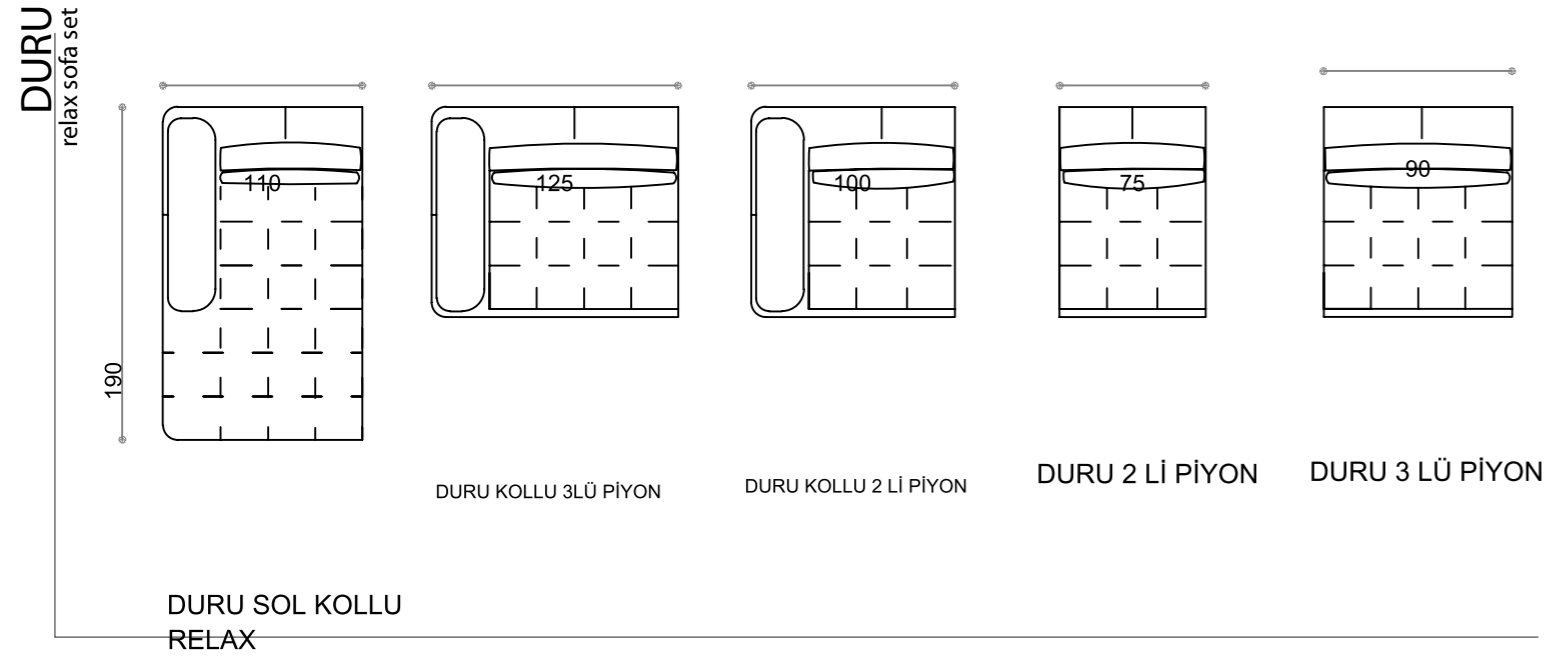 DURU
relax sofa set
110
125
100
75
90
190
DURU KOLLU 3LÜ PİYON
DURU KOLLU 2 Lİ PİYON
DURU 2 Lİ PİYON
DURU 3 LÜ PİYON
DURU SOL KOLLU
RELAX